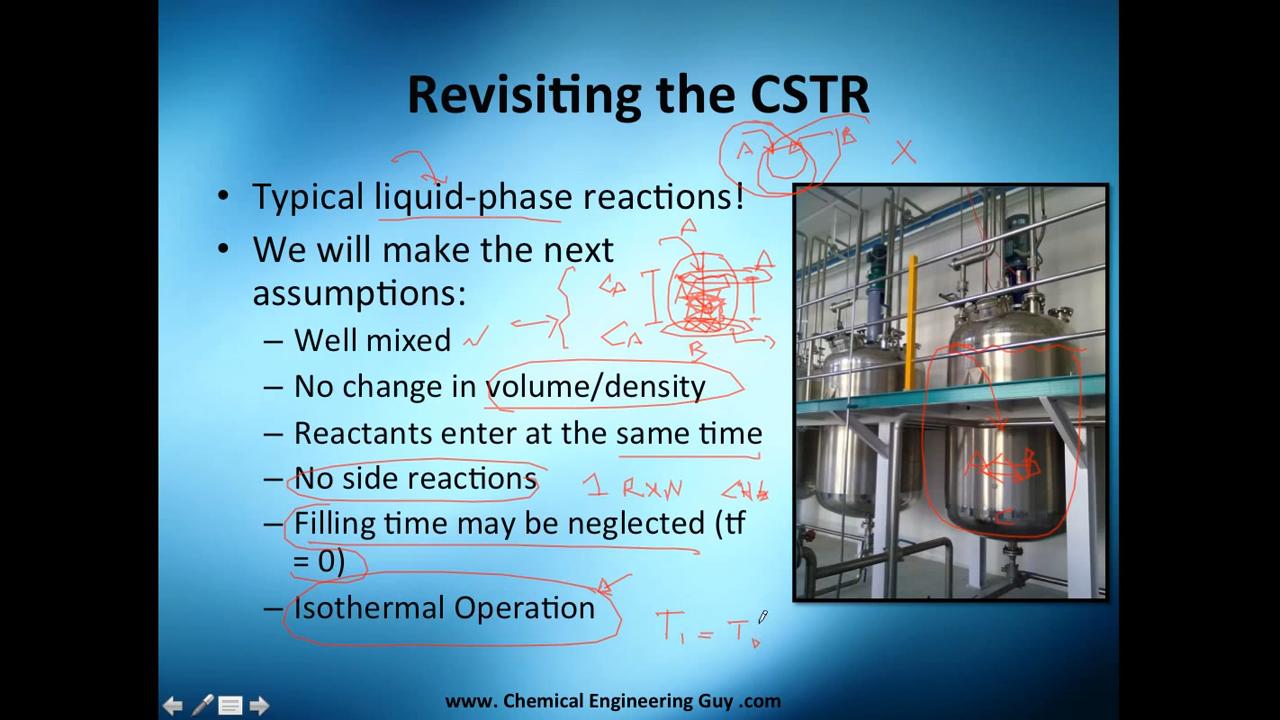 Revisiting the CSTR
A
B
X
• Typical liquid-phase reactions!
• We will make the next
assumptions:
A
A
CA
CA
B
– Well mixed ✓
– No change in volume/density
– Reactants enter at the same time
A B
– No side reactions
1 RXN
– Filling time may be neglected (tf
= 0)
– Isothermal Operation
T1 = T
www. Chemical Engineering Guy .com